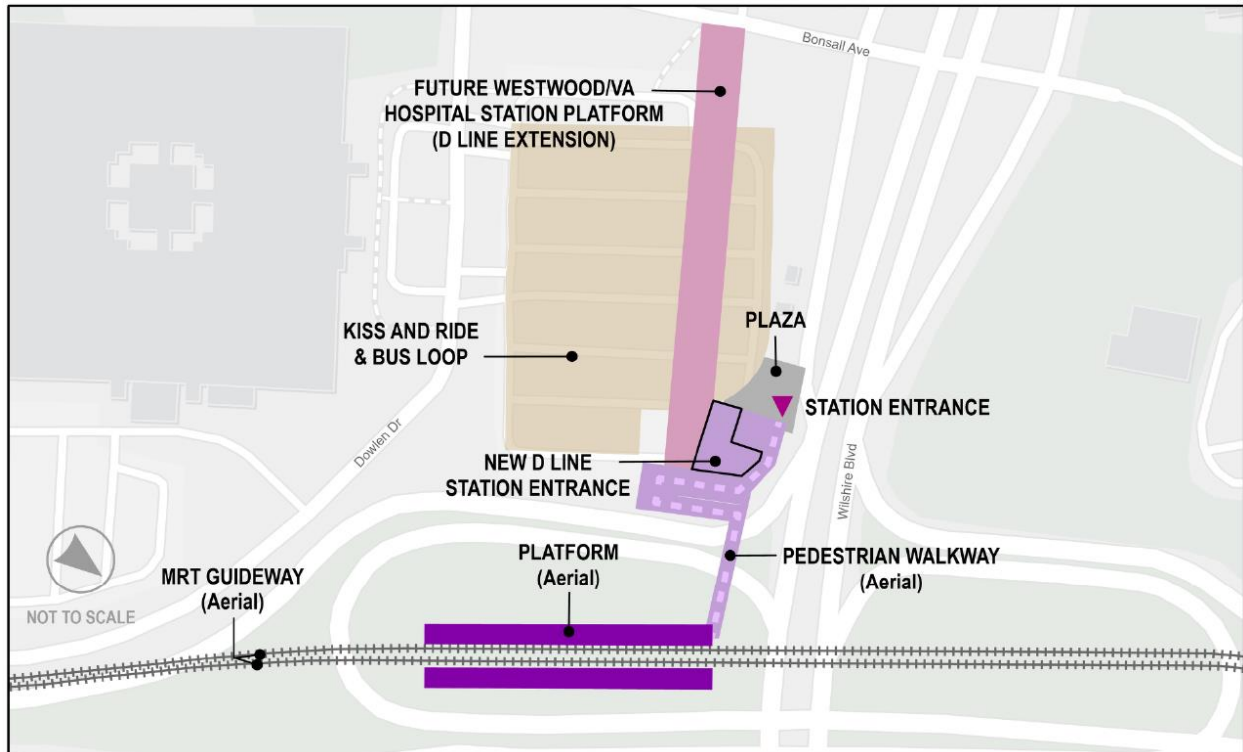 Bonsall Ave
FUTURE WESTWOOD/VA
HOSPITAL STATION PLATFORM
(D LINE EXTENSION)
PLAZA
KISS AND RIDE
& BUS LOOP
STATION ENTRANCE
Dowlen Dr
NEW D LINE
STATION ENTRANCE
Wilshire Blvd
PLATFORM
(Aerial)
PEDESTRIAN WALKWAY
(Aerial)
MRT GUIDEWAY
(Aerial)
NOT TO SCALE